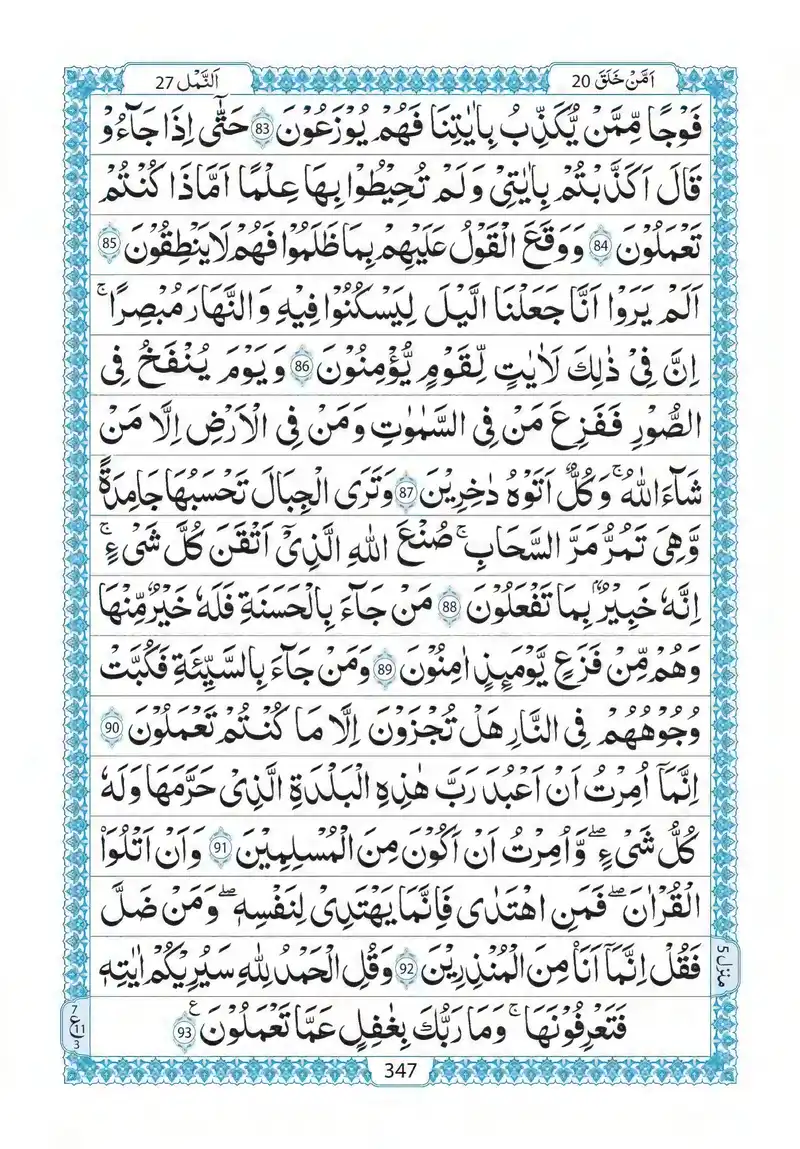 اَمَّنْ خَلَقَ 20
اَلنَّمْل 27
فَوْجًا مِّمَّنْ يُّكَذِّبُ بِاٰيٰتِنَا فَهُمْ يُوْزَعُوْنَ 83 حَتّٰٓى اِذَا جَآءُوْ
قَالَ اَكَذَّبْتُمْ بِاٰيٰتِيْ وَلَمْ تُحِيْطُوْا بِهَا عِلْمًا اَمَّاذَا كُنْتُمْ
تَعْمَلُوْنَ 84 وَوَقَعَ الْقَوْلُ عَلَيْهِمْ بِمَا ظَلَمُوْا فَهُمْ لَا يَنْطِقُوْنَ 85
اَلَمْ يَرَوْا اَنَّا جَعَلْنَا الَّيْلَ لِيَسْكُنُوْا فِيْهِ وَالنَّهَارَ مُبْصِرًا ۚ
اِنَّ فِيْ ذٰلِكَ لَاٰيٰتٍ لِّقَوْمٍ يُّؤْمِنُوْنَ 86 وَيَوْمَ يُنْفَخُ فِى
الصُّوْرِ فَفَزِعَ مَنْ فِى السَّمٰوٰتِ وَمَنْ فِى الْاَرْضِ اِلَّا مَنْ
شَآءَ اللّٰهُ ۚ وَكُلٌّ اَتَوْهُ دٰخِرِيْنَ 87 وَتَرَى الْجِبَالَ تَحْسَبُهَا جَامِدَةً
وَّهِيَ تَمُرُّ مَرَّ السَّحَابِ ۚ صُنْعَ اللّٰهِ الَّذِيْٓ اَتْقَنَ كُلَّ شَيْءٍ ۚ
اِنَّهٗ خَبِيْرٌۢ بِمَا تَفْعَلُوْنَ 88 مَنْ جَآءَ بِالْحَسَنَةِ فَلَهٗ خَيْرٌ مِّنْهَا
وَهُمْ مِّنْ فَزَعٍ يَّوْمَئِذٍ اٰمِنُوْنَ 89 وَمَنْ جَآءَ بِالسَّيِّئَةِ فَكُبَّتْ
وُجُوْهُهُمْ فِى النَّارِ هَلْ تُجْزَوْنَ اِلَّا مَا كُنْتُمْ تَعْمَلُوْنَ 90
اِنَّمَآ اُمِرْتُ اَنْ اَعْبُدَ رَبَّ هٰذِهِ الْبَلْدَةِ الَّذِيْ حَرَّمَهَا وَلَهٗ
كُلُّ شَيْءٍ ۖ وَّاُمِرْتُ اَنْ اَكُوْنَ مِنَ الْمُسْلِمِيْنَ 91 وَاَنْ اَتْلُوَا
الْقُرْاٰنَ ۖ فَمَنِ اهْتَدٰى فَاِنَّمَا يَهْتَدِيْ لِنَفْسِهٖ ۖ وَمَنْ ضَلَّ
فَقُلْ اِنَّمَآ اَنَا۠ مِنَ الْمُنْذِرِيْنَ 92 وَقُلِ الْحَمْدُ لِلّٰهِ سَيُرِيْكُمْ اٰيٰتِهٖ
فَتَعْرِفُوْنَهَا ۚ وَمَا رَبُّكَ بِغٰفِلٍ عَمَّا تَعْمَلُوْنَ ۧ 93
منزل 5
7
ع 11
3
347